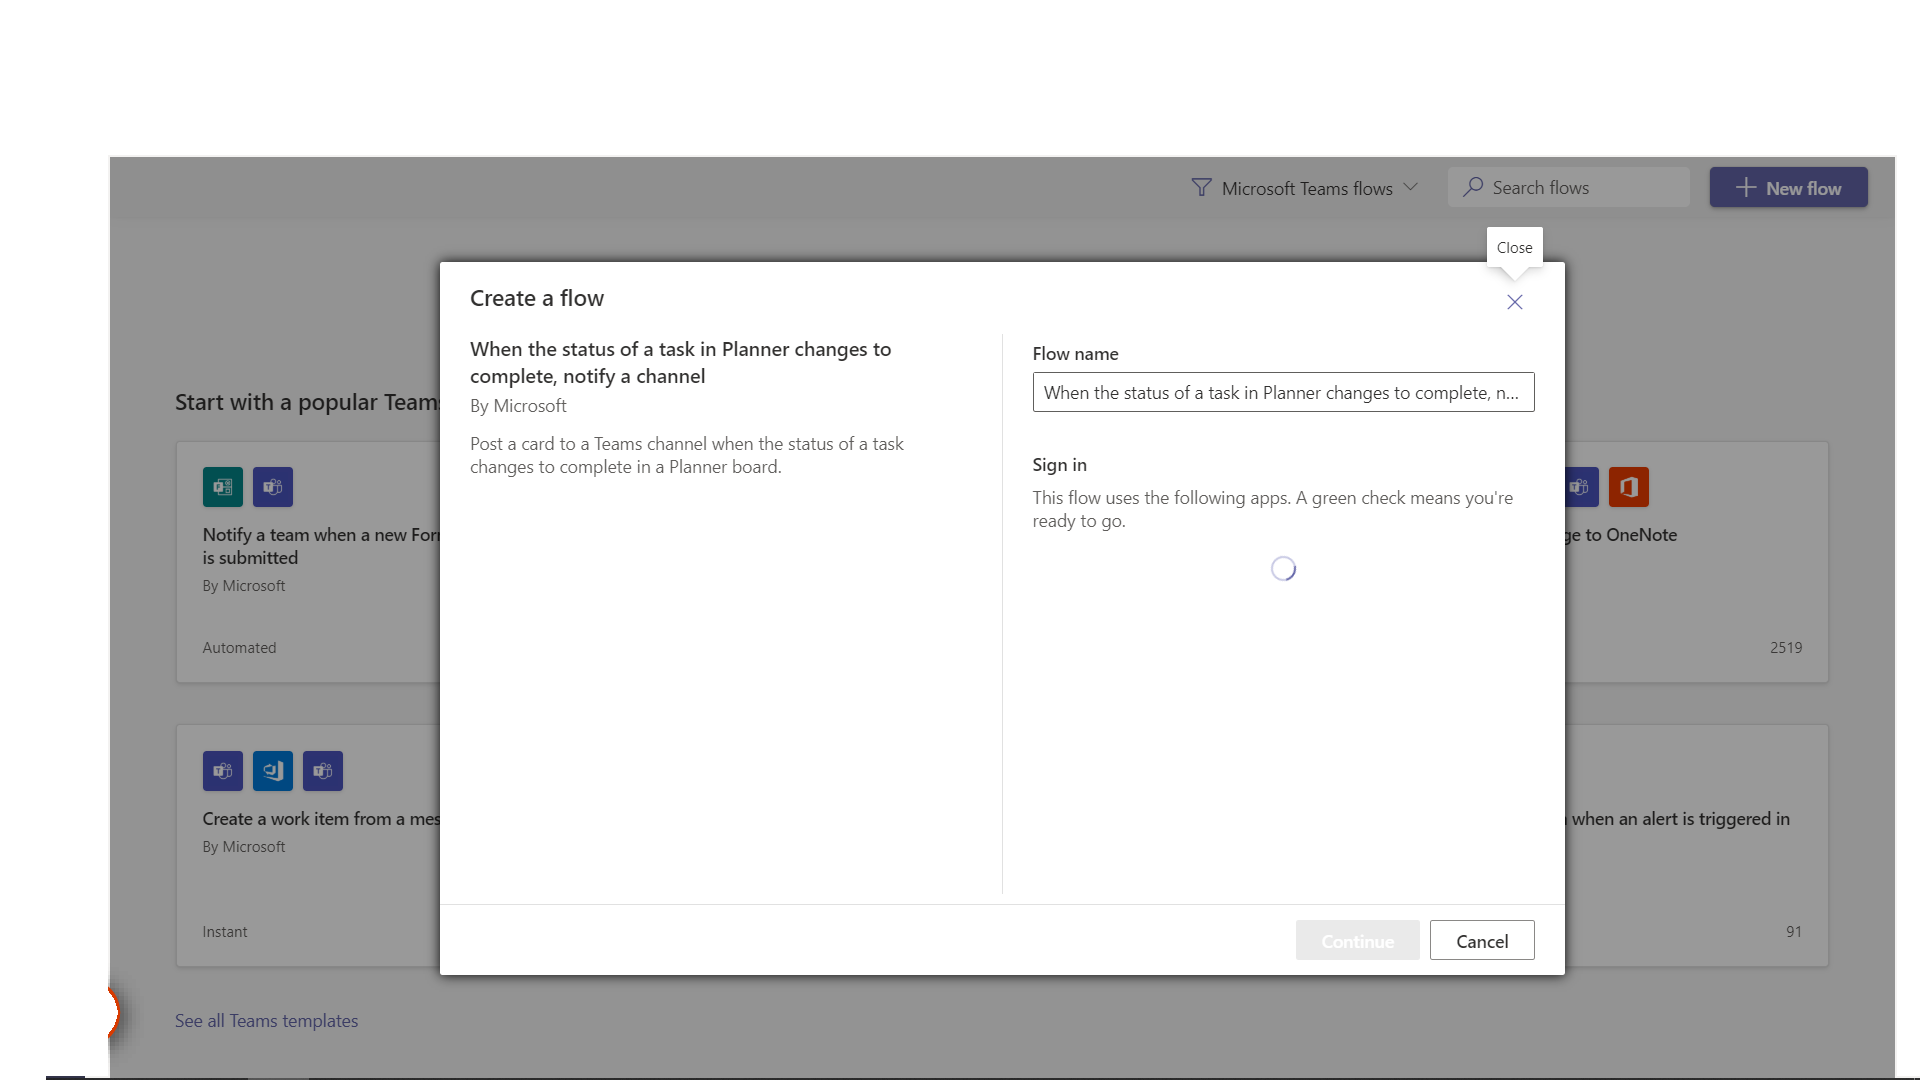 Microsoft Teams flows
Search flows
New flow
Close
Create a flow
When the status of a task in Planner changes to
complete, notify a channel
By Microsoft
Post a card to a Teams channel when the status of a task
changes to complete in a Planner board.
Flow name
When the status of a task in Planner changes to complete, n...
Sign in
This flow uses the following apps. A green check means you're
ready to go.
Continue
Cancel
Start with a popular Teams
Notify a team when a new
is submitted
By Microsoft
Automated
to OneNote
2519
Create a work item from a
By Microsoft
Instant
when an alert is triggered in
91
See all Teams templates